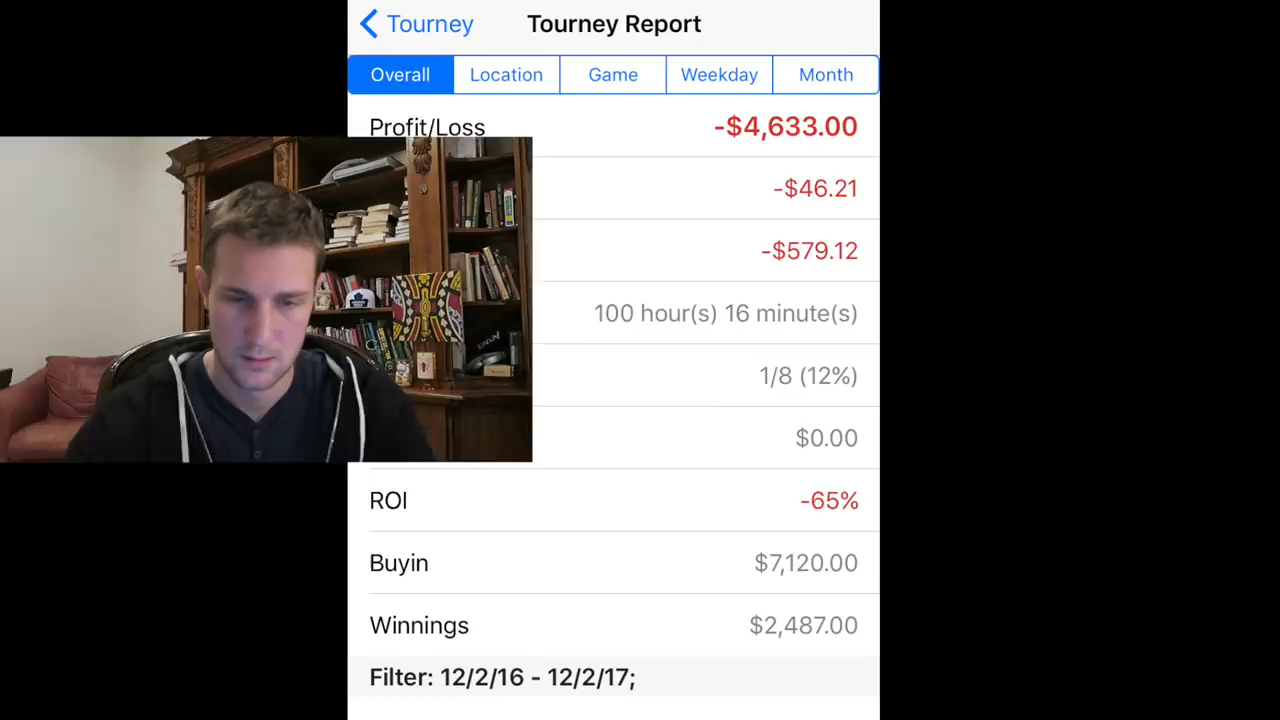 Tourney
Tourney Report
Overall Location Game Weekday Month
Profit/Loss -$4,633.00
-$46.21
-$579.12
100 hour(s) 16 minute(s)
1/8 (12%)
$0.00
ROI -65%
Buyin $7,120.00
Winnings $2,487.00
Filter: 12/2/16 - 12/2/17;